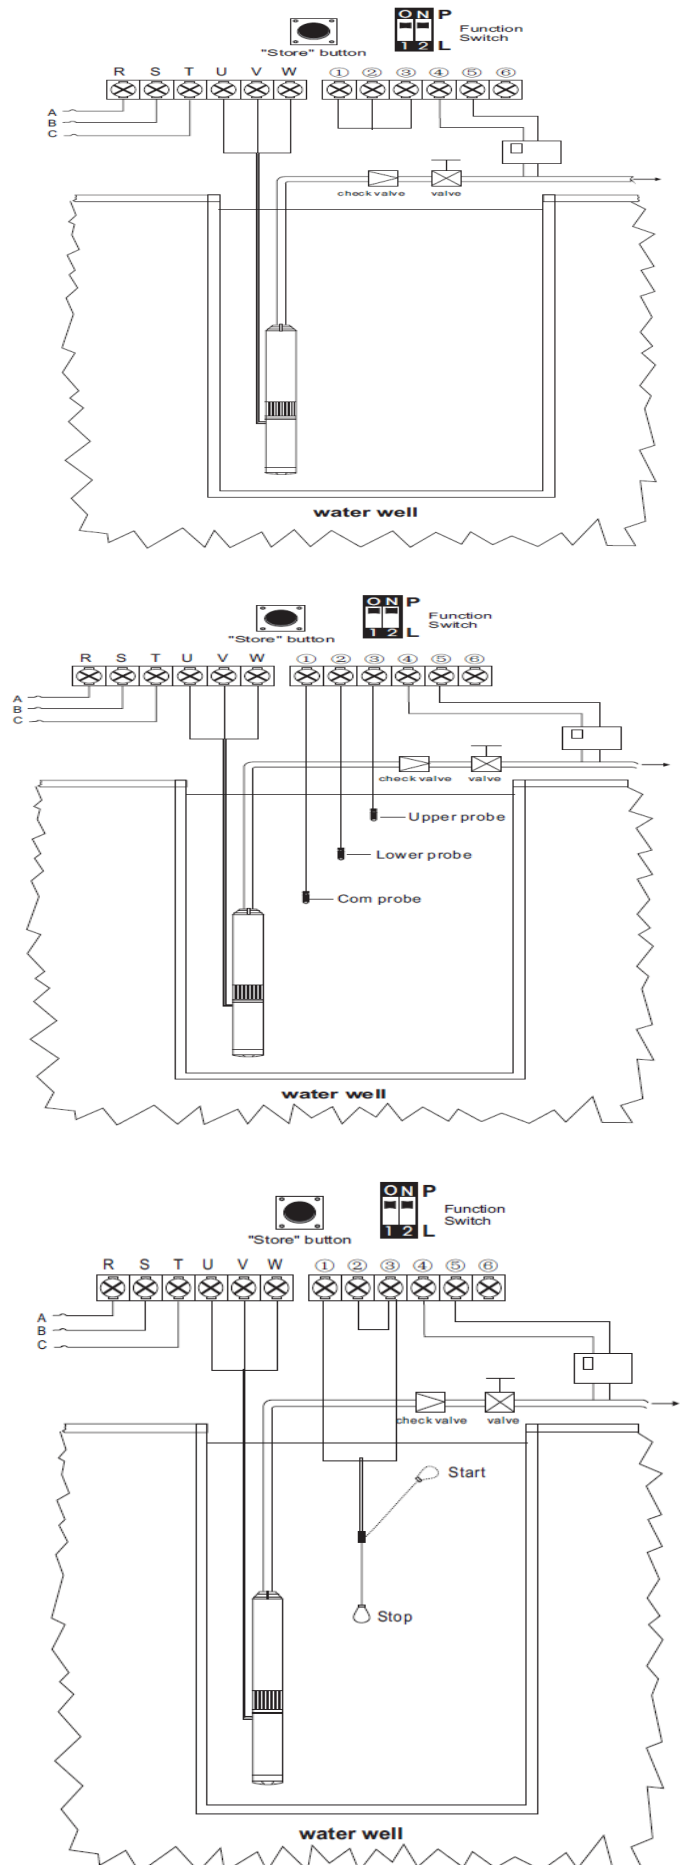 ON P
Function
Switch
1 2 L
"Store" button
R S T U V W ① ② ③ ④ ⑤ ⑥
A
B
C
check valve valve
water well
ON P
Function
Switch
1 2 L
"Store" button
R S T U V W ① ② ③ ④ ⑤ ⑥
A
B
C
check valve valve
Upper probe
Lower probe
Com probe
water well
ON P
Function
Switch
1 2 L
"Store" button
R S T U V W ① ② ③ ④ ⑤ ⑥
A
B
C
check valve valve
Start
Stop
water well